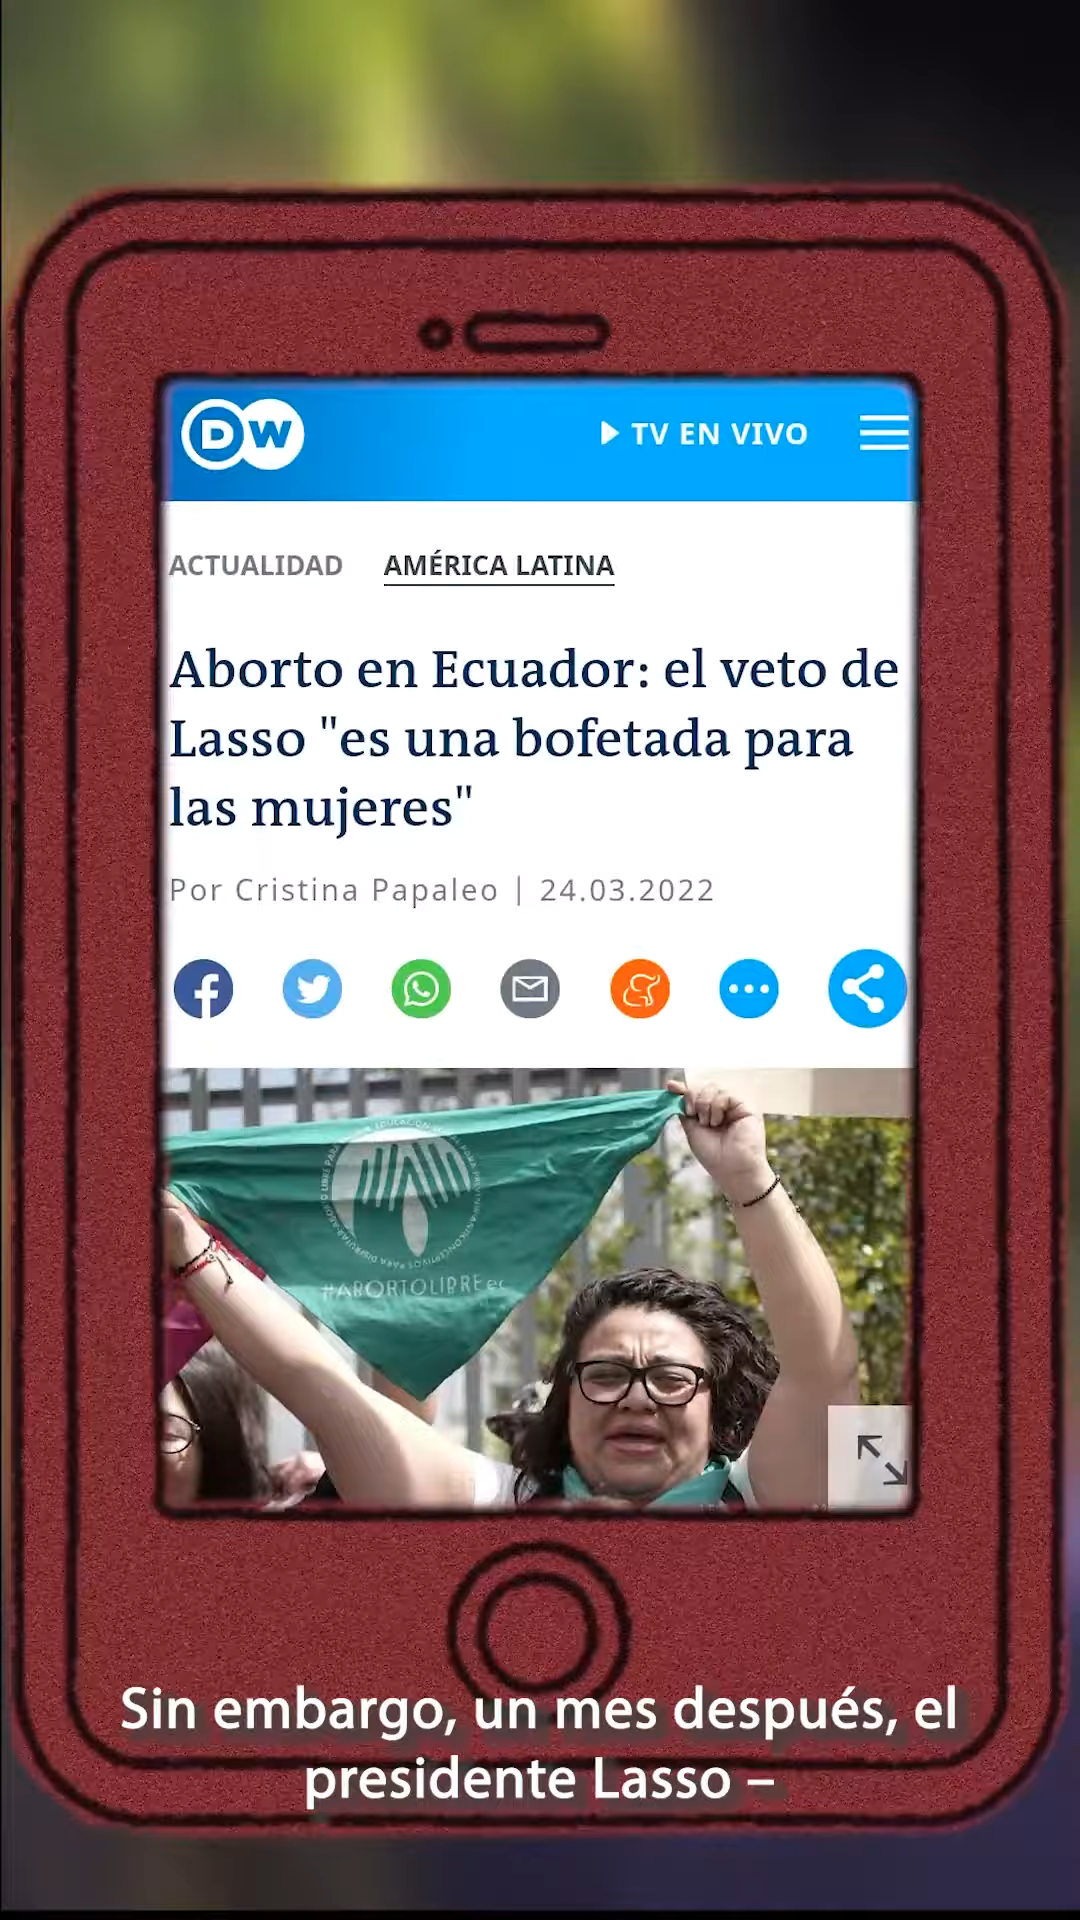 DW
TV EN VIVO
ACTUALIDAD AMÉRICA LATINA
Aborto en Ecuador: el veto de
Lasso "es una bofetada para
las mujeres"
Por Cristina Papaleo | 24.03.2022
#ABORTOLIBREec
Sin embargo, un mes después, el
presidente Lasso –